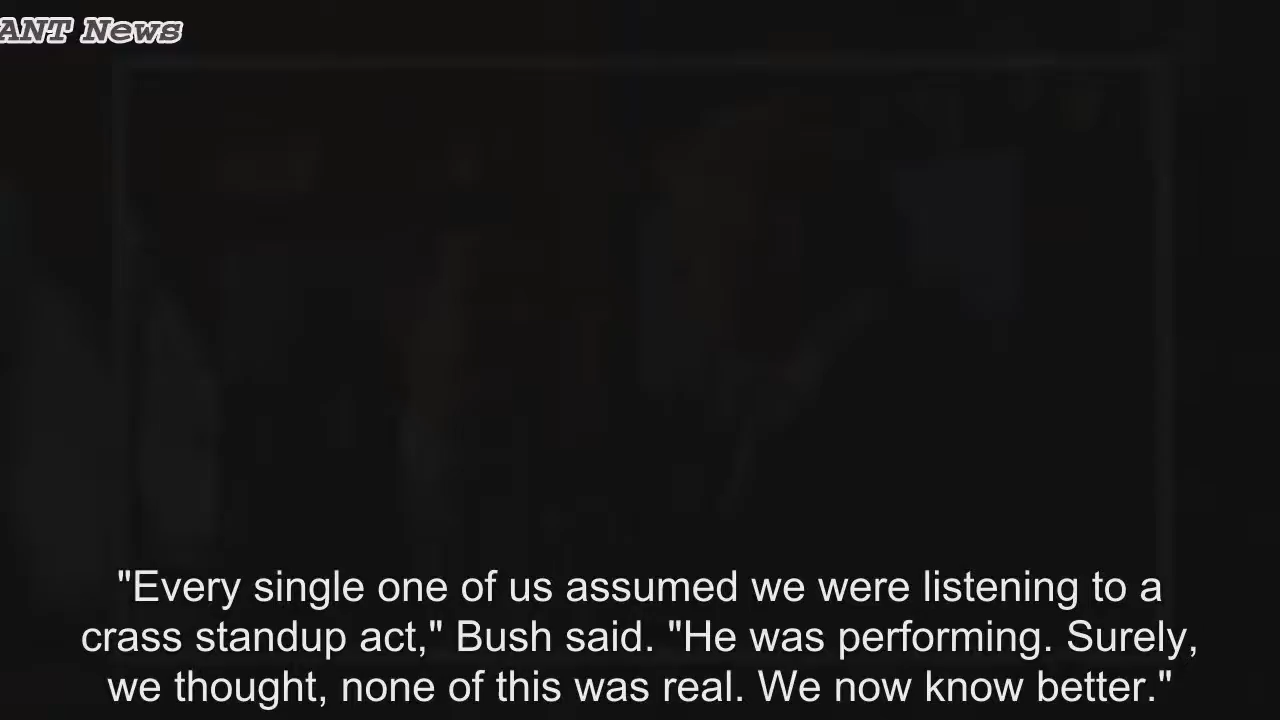 ANT News
"Every single one of us assumed we were listening to a
crass standup act," Bush said. "He was performing. Surely,
we thought, none of this was real. We now know better."